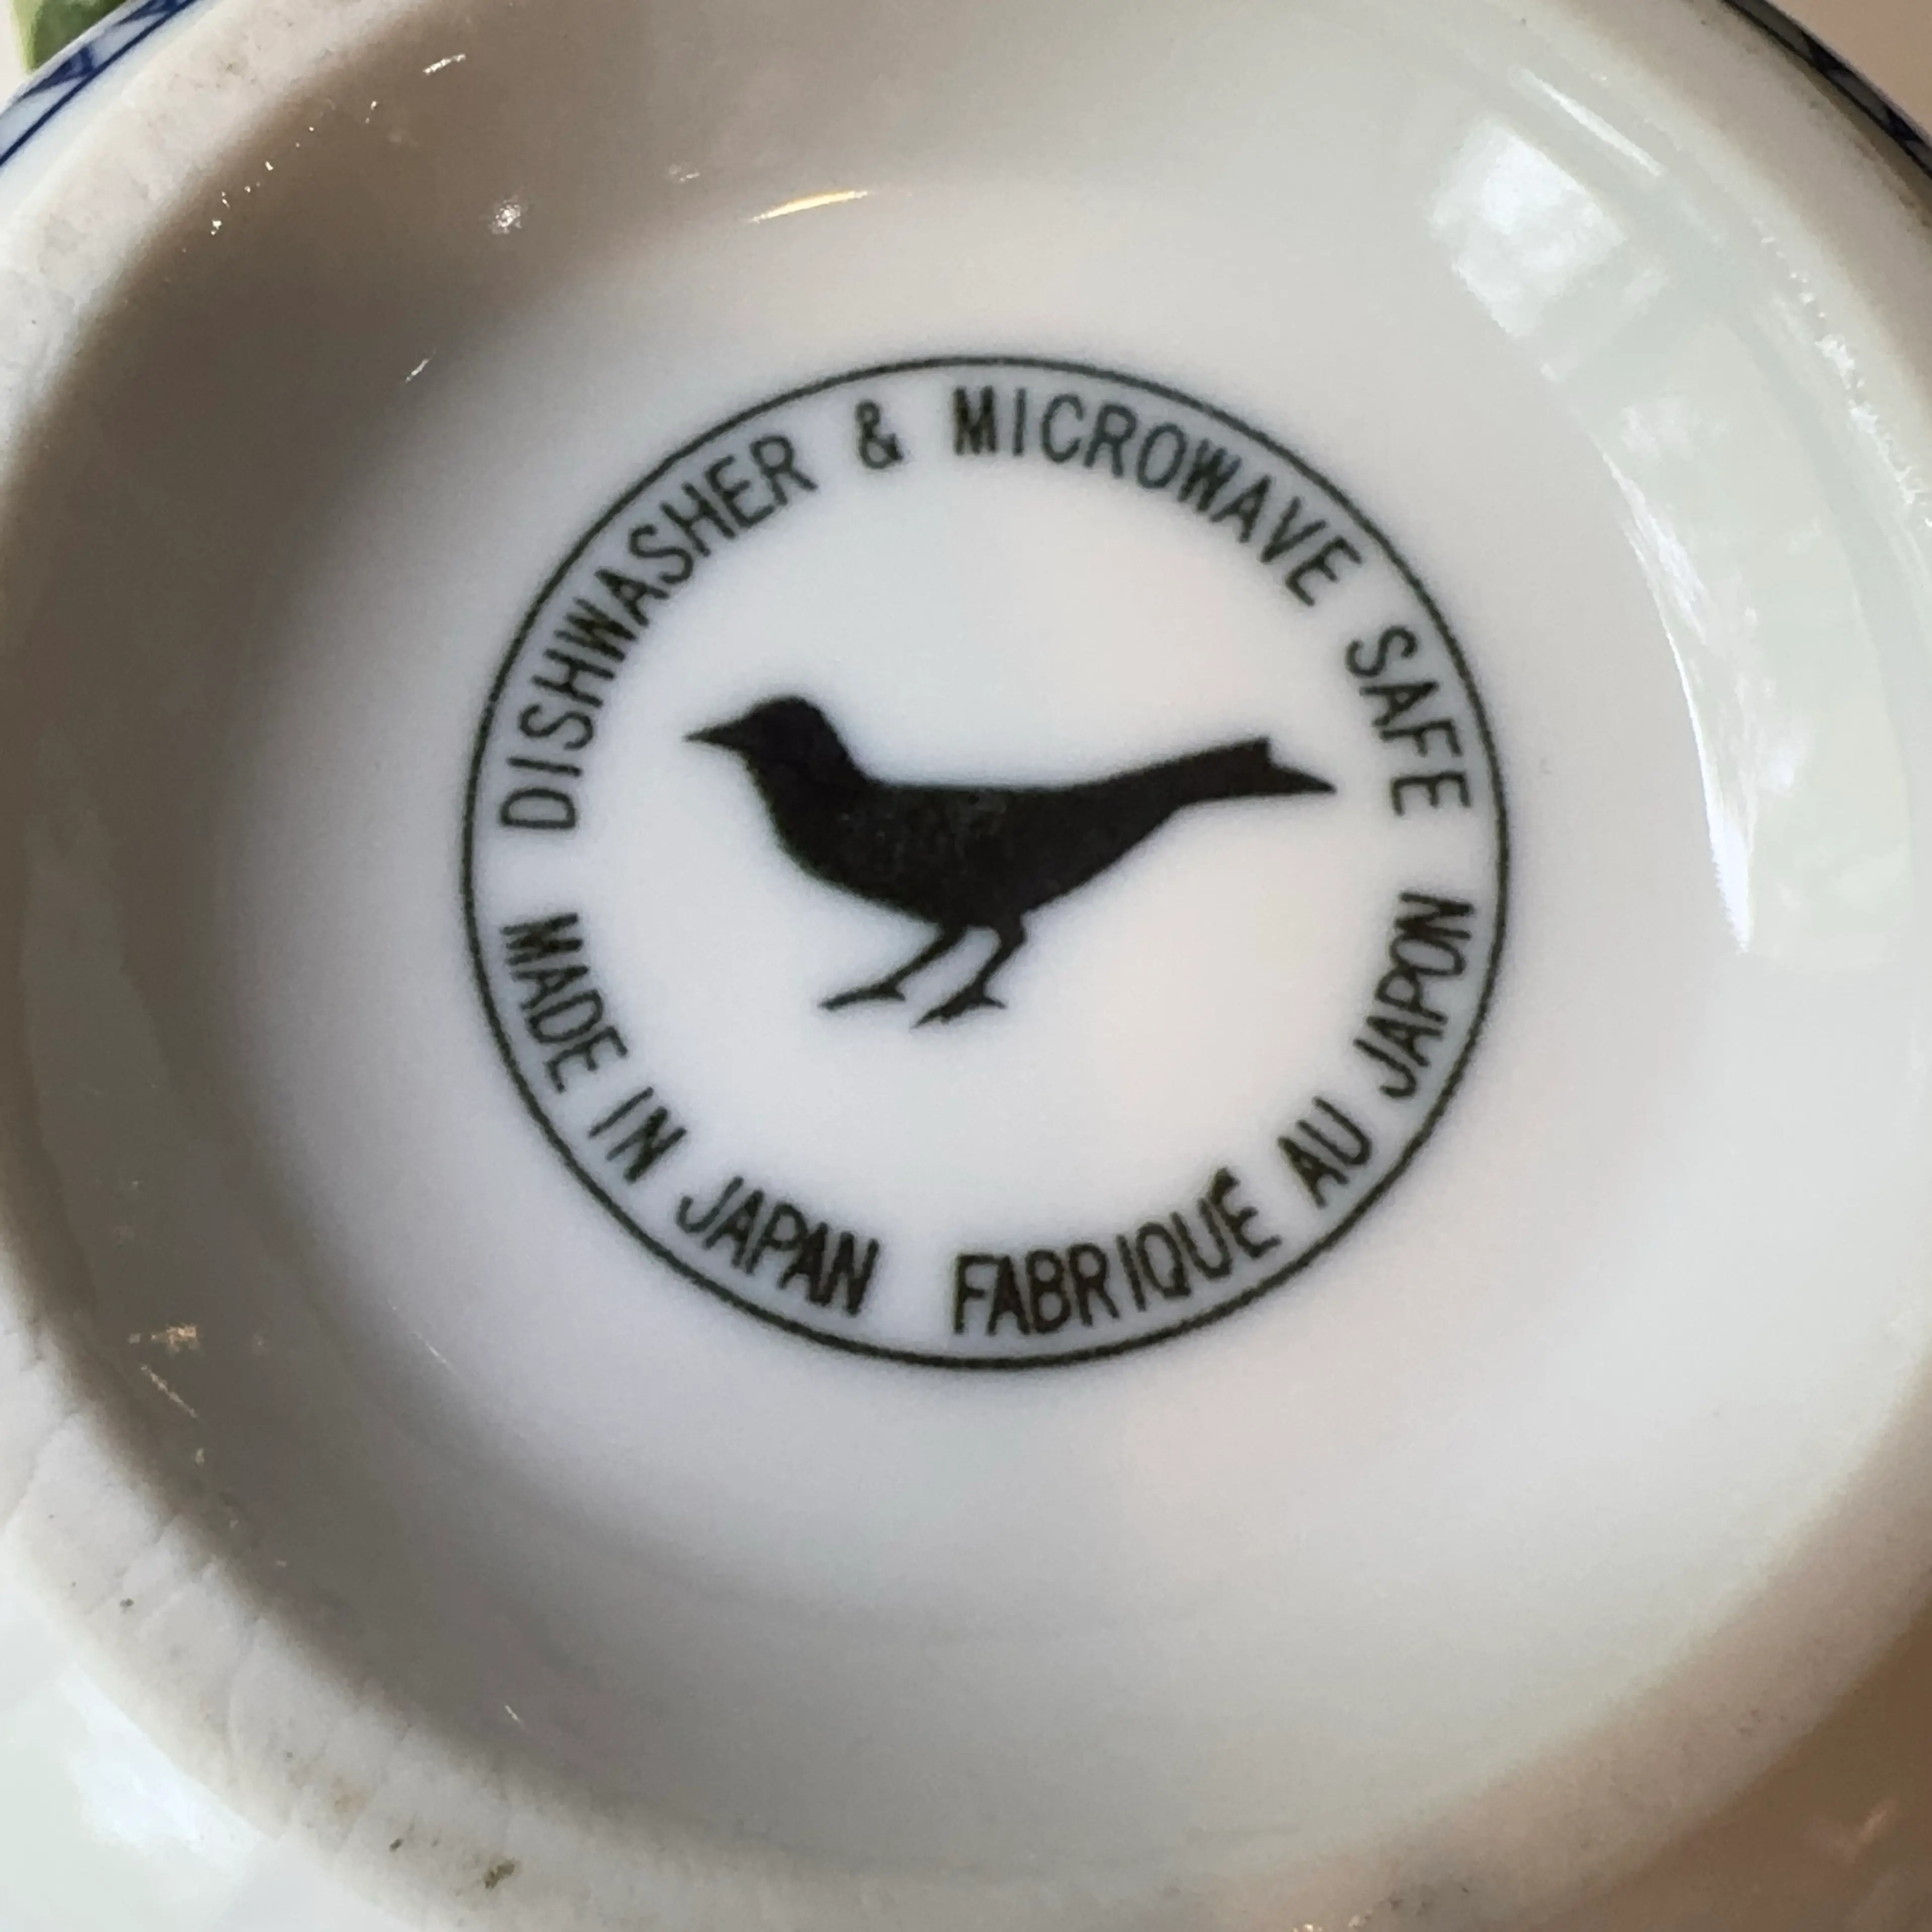 DISHWASHER & MICROWAVE SAFE
MADE IN JAPAN FABRIQUE AU JAPON